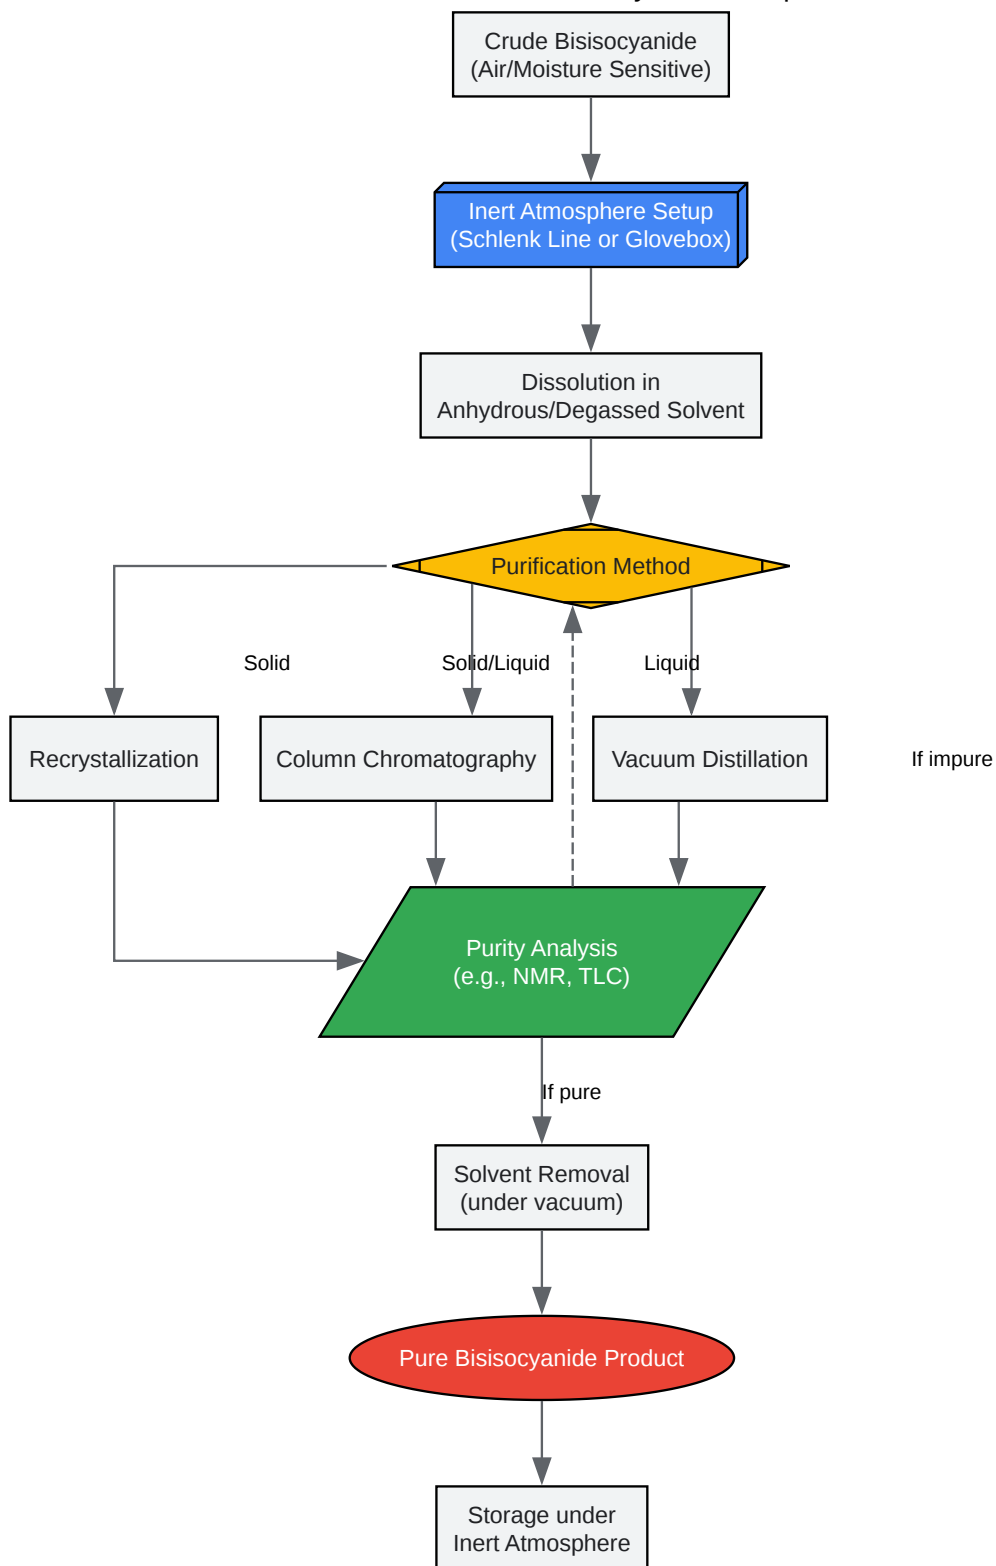 Crude Bisisocyanide
(Air/Moisture Sensitive)
Inert Atmosphere Setup
(Schlenk Line or Glovebox)
Dissolution in
Anhydrous/Degassed Solvent
Purification Method
Solid
Solid/Liquid
Liquid
Recrystallization
Column Chromatography
Vacuum Distillation
If impure
Purity Analysis
(e.g., NMR, TLC)
If pure
Solvent Removal
(under vacuum)
Pure Bisisocyanide Product
Storage under
Inert Atmosphere